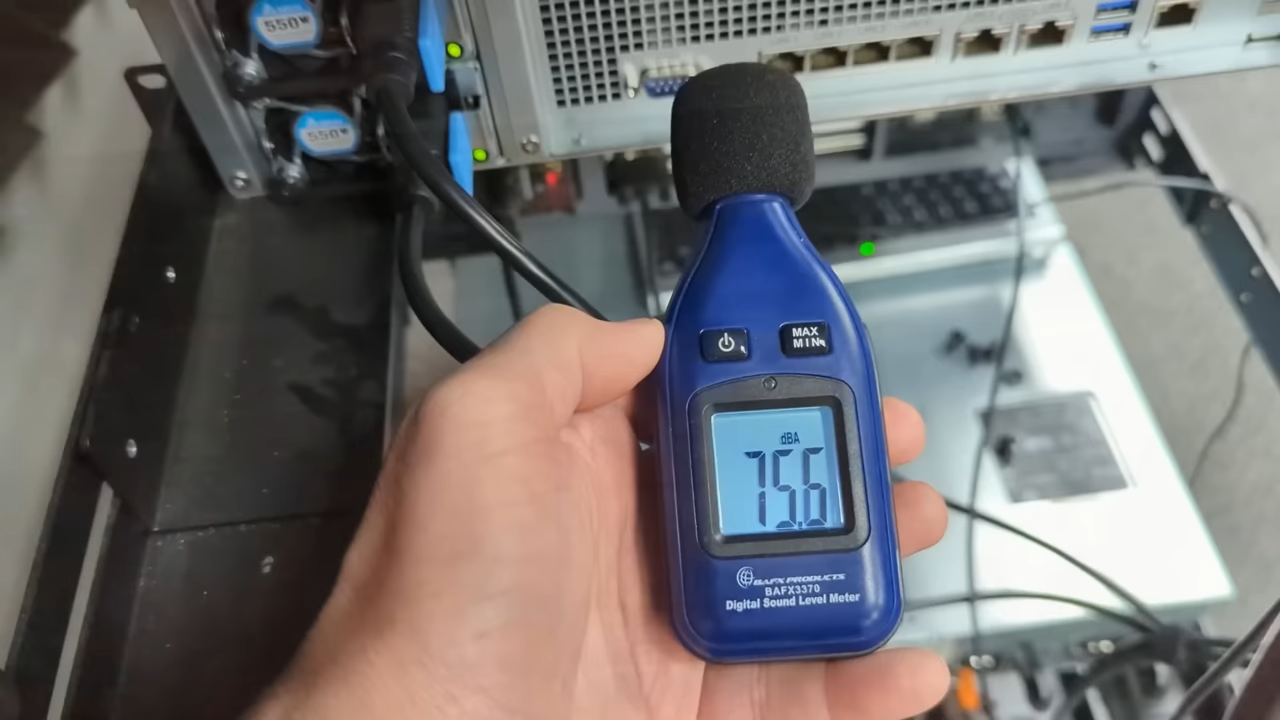 550W
550W
MAX
MIN
dBA
75.6
BAFX PRODUCTS
BAFX3370
Digital Sound Level Meter